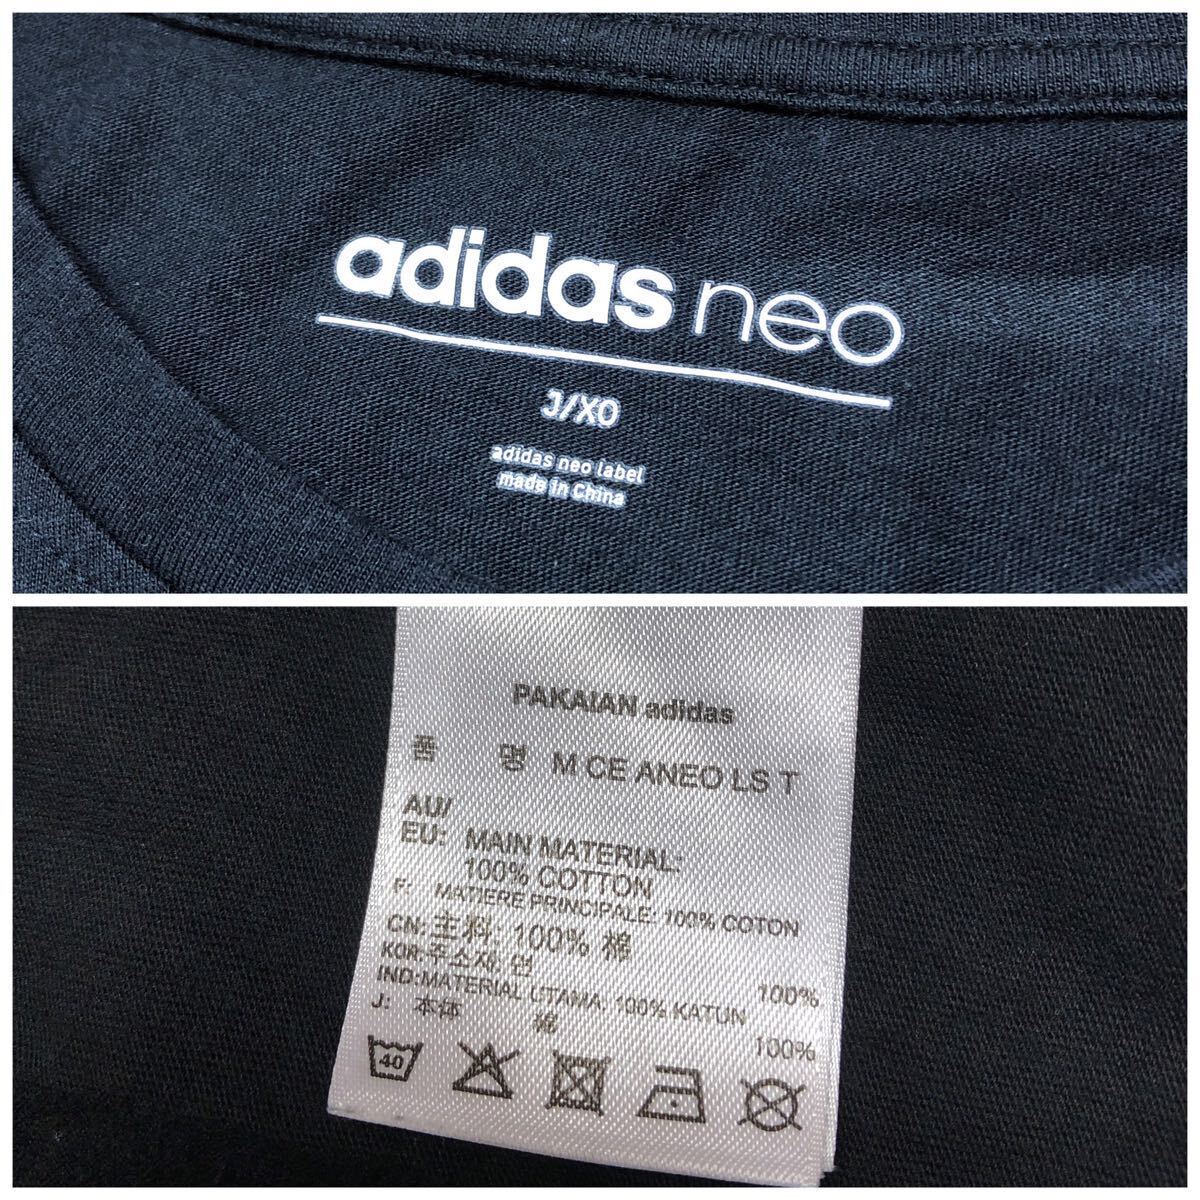 adidas neo
J/XO
adidas neo label
made in China
PAKAIAN adidas
품 명 M CE ANEO LS T
AU/
EU: MAIN MATERIAL:
100% COTTON
F: MATIERE PRINCIPALE: 100% COTON
CN: 主料: 100% 棉
KOR: 주소재: 면 100%
IND: MATERIAL UTAMA: 100% KATUN
J: 本体 綿 100%
40